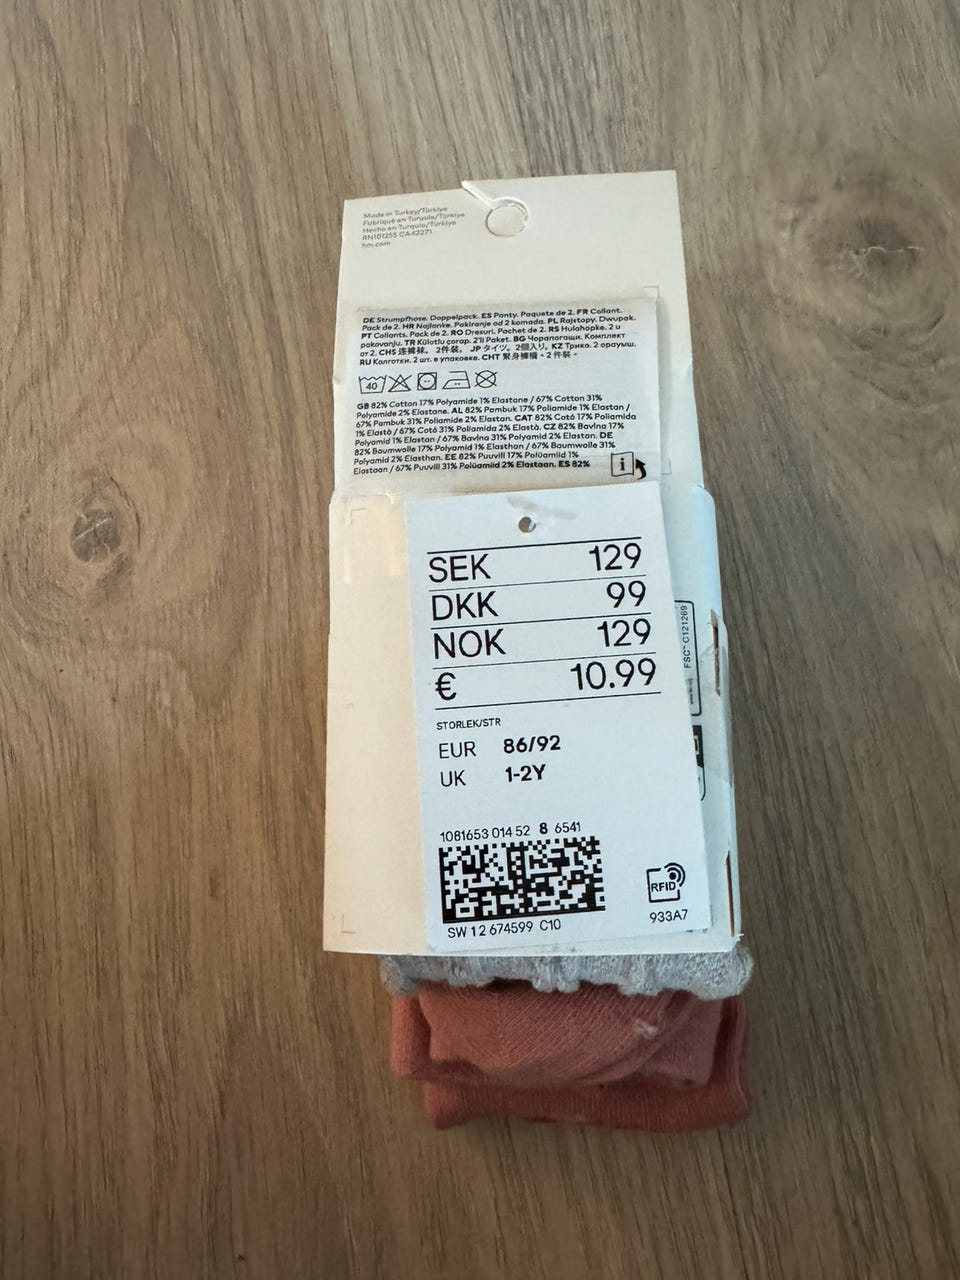 Made in Turkey/Türkiye
Fabriqué en Turquie/Türkiye
Hecho en Turquía/Türkiye
RN101255 CA42271
hm.com
DE Strumpfhose. Doppelpack. ES Panty. Paquete de 2. FR Collant.
Pack de 2. HR Najlonke. Pakiranje od 2 komada. PL Rajstopy. Dwupak.
PT Collants. Pack de 2. RO Dresuri. Pachet de 2. RS Hulahopke. 2 u
pakovanju. TR Külotlu çorap. 2'li Paket. BG Чорапогащи. Комплект
от 2. CHS 连裤袜。 2件装。 JP タイツ。2個入り。KZ Трико. 2 орауыш.
RU Колготки. 2 шт. в упаковке. CHT 緊身褲襪。2 件裝。
40
GB 82% Cotton 17% Polyamide 1% Elastane / 67% Cotton 31%
Polyamide 2% Elastane. AL 82% Pambuk 17% Poliamide 1% Elastan /
67% Pambuk 31% Poliamide 2% Elastan. CAT 82% Cotó 17% Poliamida
1% Elastà / 67% Cotó 31% Poliamida 2% Elastà. CZ 82% Bavlna 17%
Polyamid 1% Elastan / 67% Bavlna 31% Polyamid 2% Elastan. DE
82% Baumwolle 17% Polyamid 1% Elasthan / 67% Baumwolle 31%
Polyamid 2% Elasthan. EE 82% Puuvill 17% Polüamiid 1%
Elastaan / 67% Puuvill 31% Polüamiid 2% Elastaan. ES 82%
i
SEK 129
DKK 99
NOK 129
€ 10.99
STORLEK/STR
EUR 86/92
UK 1-2Y
1081653 014 52 8 6541
RFID
933A7
SW 1 2 674599 C10
FSC™ C121269